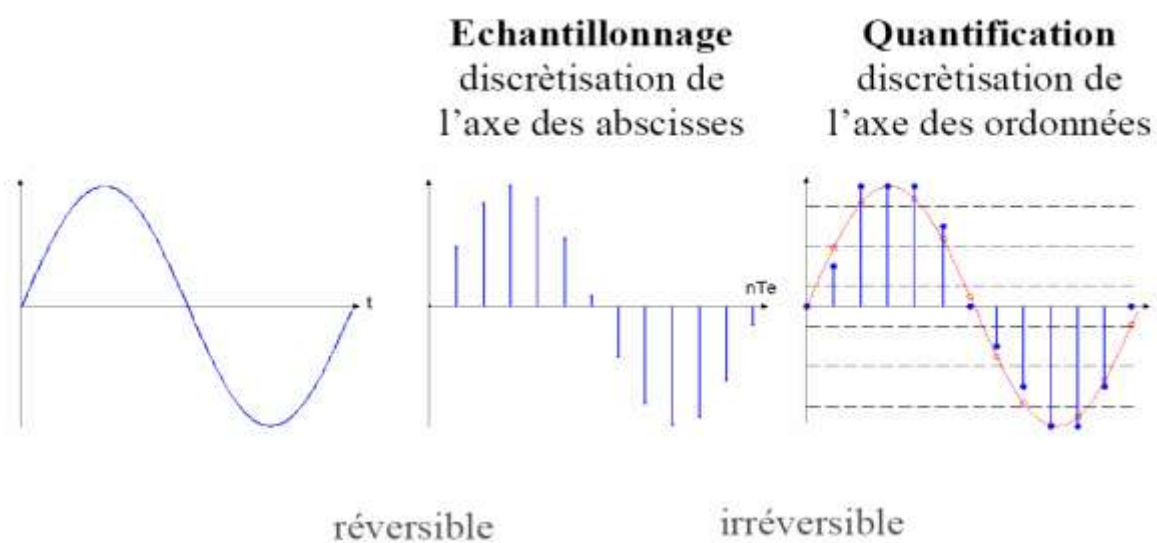 Echantillonnage
discrètisation de
l'axe des abscisses
Quantification
discrètisation de
l'axe des ordonnées
t
nTe
réversible
irréversible